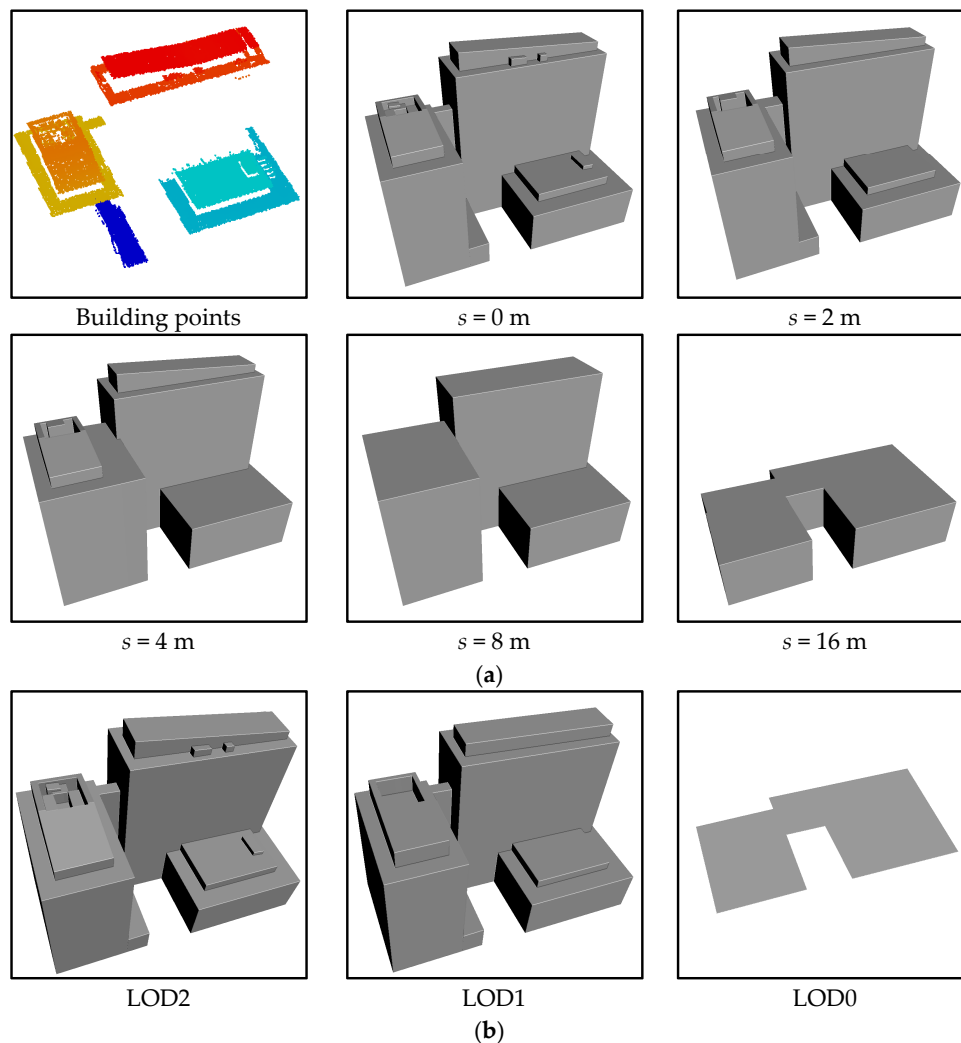 Building points
s = 0 m
s = 2 m
s = 4 m
s = 8 m
s = 16 m
(a)
LOD2
LOD1
LOD0
(b)